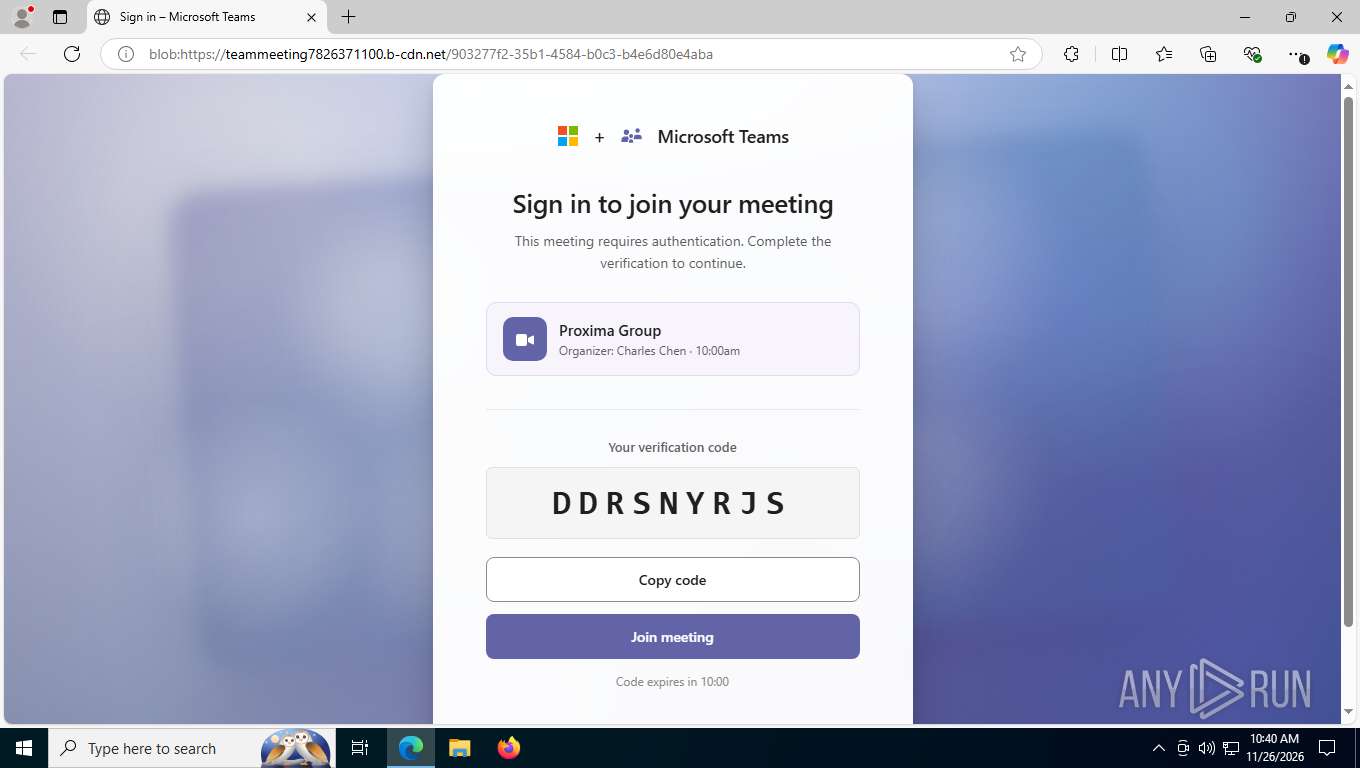 Sign in – Microsoft Teams
blob:https://teammeeting7826371100.b-cdn.net/903277f2-35b1-4584-b0c3-b4e6d80e4aba
+ Microsoft Teams
Sign in to join your meeting
This meeting requires authentication. Complete the
verification to continue.
Proxima Group
Organizer: Charles Chen · 10:00am
Your verification code
DDRSNYRJS
Copy code
Join meeting
Code expires in 10:00
ANY RUN
Type here to search
10:40 AM
11/26/2026